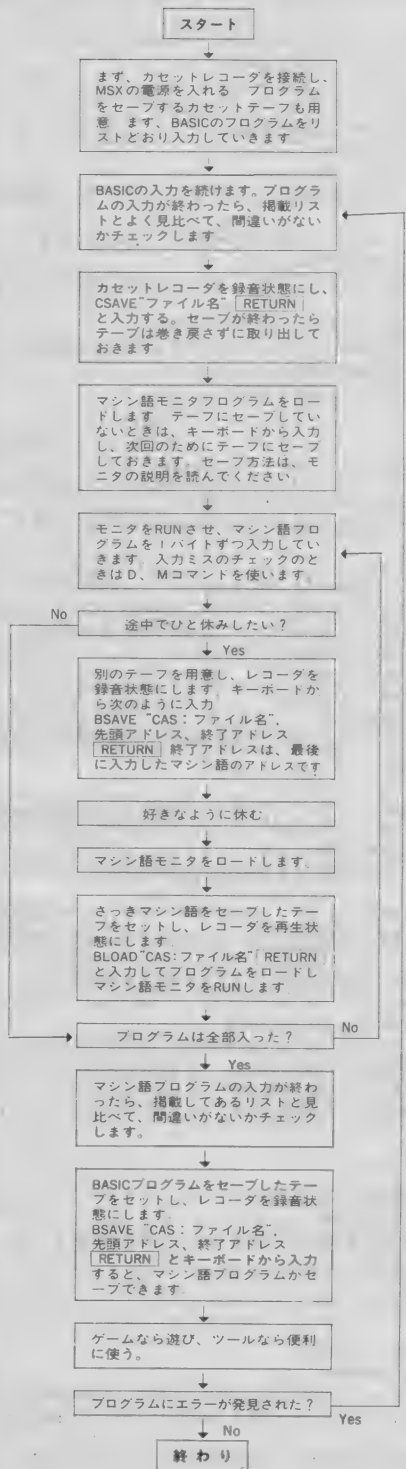 スタート
まず、カセットレコーダを接続し、
MSXの電源を入れる　プログラム
をセーブするカセットテーフも用
意　ます、BASICのプログラムをリ
ストどおり入力していきます
BASICの入力を続けます。プログラ
ムの入力が終わったら、掲載リス
トとよく見比べて、間違いがない
かチェックします
カセットレコーダを録音状態にし、
CSAVE"ファイル名" RETURN
と入力する。セーブが終わったら
テープは巻き戻さずに取り出して
おきます
マシン語モニタプログラムをロー
ドします　テーフにセーブしてい
ないときは、キーボードから入力
し、次回のためにテーフにセーブ
しておきます。セーフ方法は、モ
ニタの説明を読んでください
モニタをRUNさせ、マシン語フロ
グラムを1バイトずつ入力してい
きます　入力ミスのチェックのと
きはD、Mコマンドを使います。
No
途中でひと休みしたい？
Yes
別のテーフを用意し、レコーダを
録音状態にします．キーボードか
ら次のように入力
BSAVE "CAS：ファイル名"，
先頭アドレス、終了アドレス
RETURN 終了アドレスは、最後
に入力したマシン語のアドレスです
好きなように休む
マシン語モニタをロードします．
さっきマシン語をセーブしたテー
フをセットし、レコーダを再生状
態にします
BLOAD"CAS:ファイル名" RETURN
と入力してプログラムをロードし
マシン語モニタをRUNします
プログラムは全部入った？
No
Yes
マシン語プログラムの入力が終わ
ったら、掲載してあるリストと見
比べて、間違いがないかチェック
します。
BASICプログラムをセーブしたテー
プをセットし、レコーダを録音状
態にします．
BSAVE "CAS：ファイル名"，
先頭アドレス、終了アドレス
RETURN とキーボードから入力
すると、マシン語プログラムかセ
ーブできます
ゲームなら遊び、ツールなら便利
に使う。
プログラムにエラーが発見された？
Yes
No
終わり